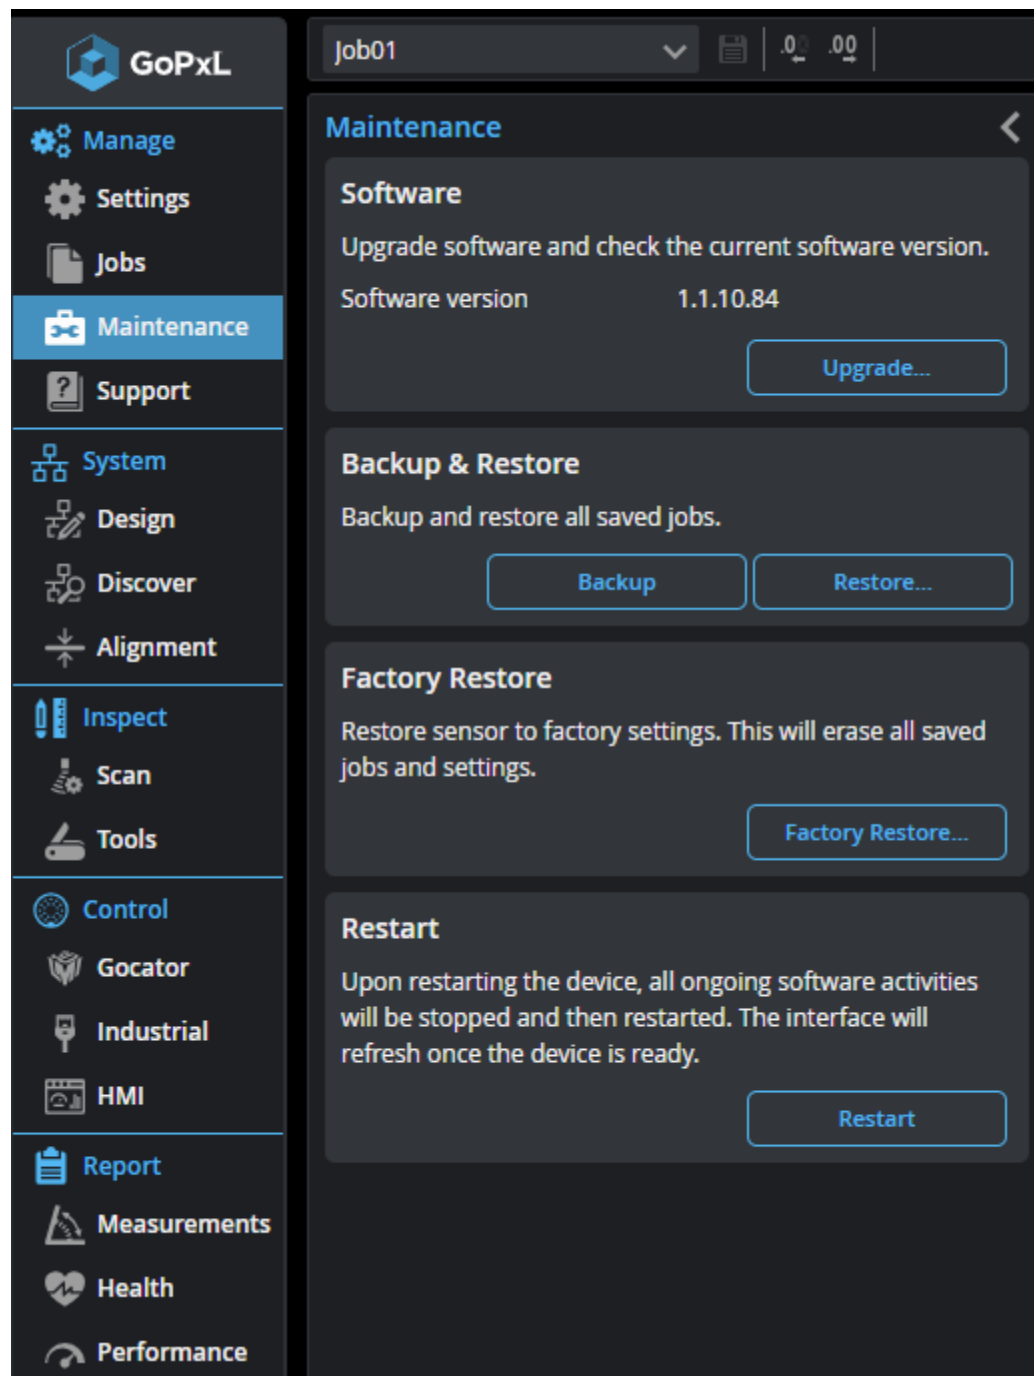 GoPxL
Job01
.00
.00
Manage
Settings
Jobs
Maintenance
Support
System
Design
Discover
Alignment
Inspect
Scan
Tools
Control
Gocator
Industrial
HMI
Report
Measurements
Health
Performance
Maintenance
Software
Upgrade software and check the current software version.
Software version 1.1.10.84
Upgrade...
Backup & Restore
Backup and restore all saved jobs.
Backup Restore...
Factory Restore
Restore sensor to factory settings. This will erase all saved
jobs and settings.
Factory Restore...
Restart
Upon restarting the device, all ongoing software activities
will be stopped and then restarted. The interface will
refresh once the device is ready.
Restart